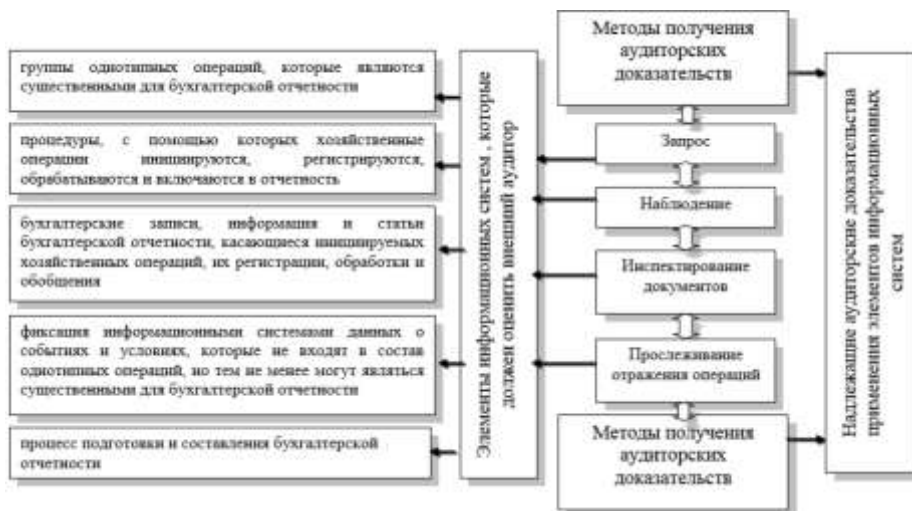 группы однотипных операций, которые являются
существенными для бухгалтерской отчетности
процедуры, с помощью которых хозяйственные
операции инициируются, регистрируются,
обрабатываются и включаются в отчетность
бухгалтерские записи, информация и статьи
бухгалтерской отчетности, касающиеся инициируемых
хозяйственных операций, их регистрации, обработки и
обобщения
фиксация информационными системами данных о
событиях и условиях, которые не входят в состав
однотипных операций, но тем не менее могут являться
существенными для бухгалтерской отчетности
процесс подготовки и составления бухгалтерской
отчетности
Элементы информационных систем , которые
должен оценить внешний аудитор
Методы получения
аудиторских
доказательств
Запрос
Наблюдение
Инспектирование
документов
Прослеживание
отражения операций
Методы получения
аудиторских
доказательств
Надлежащие аудиторские доказательства
применения элементов информационных
систем